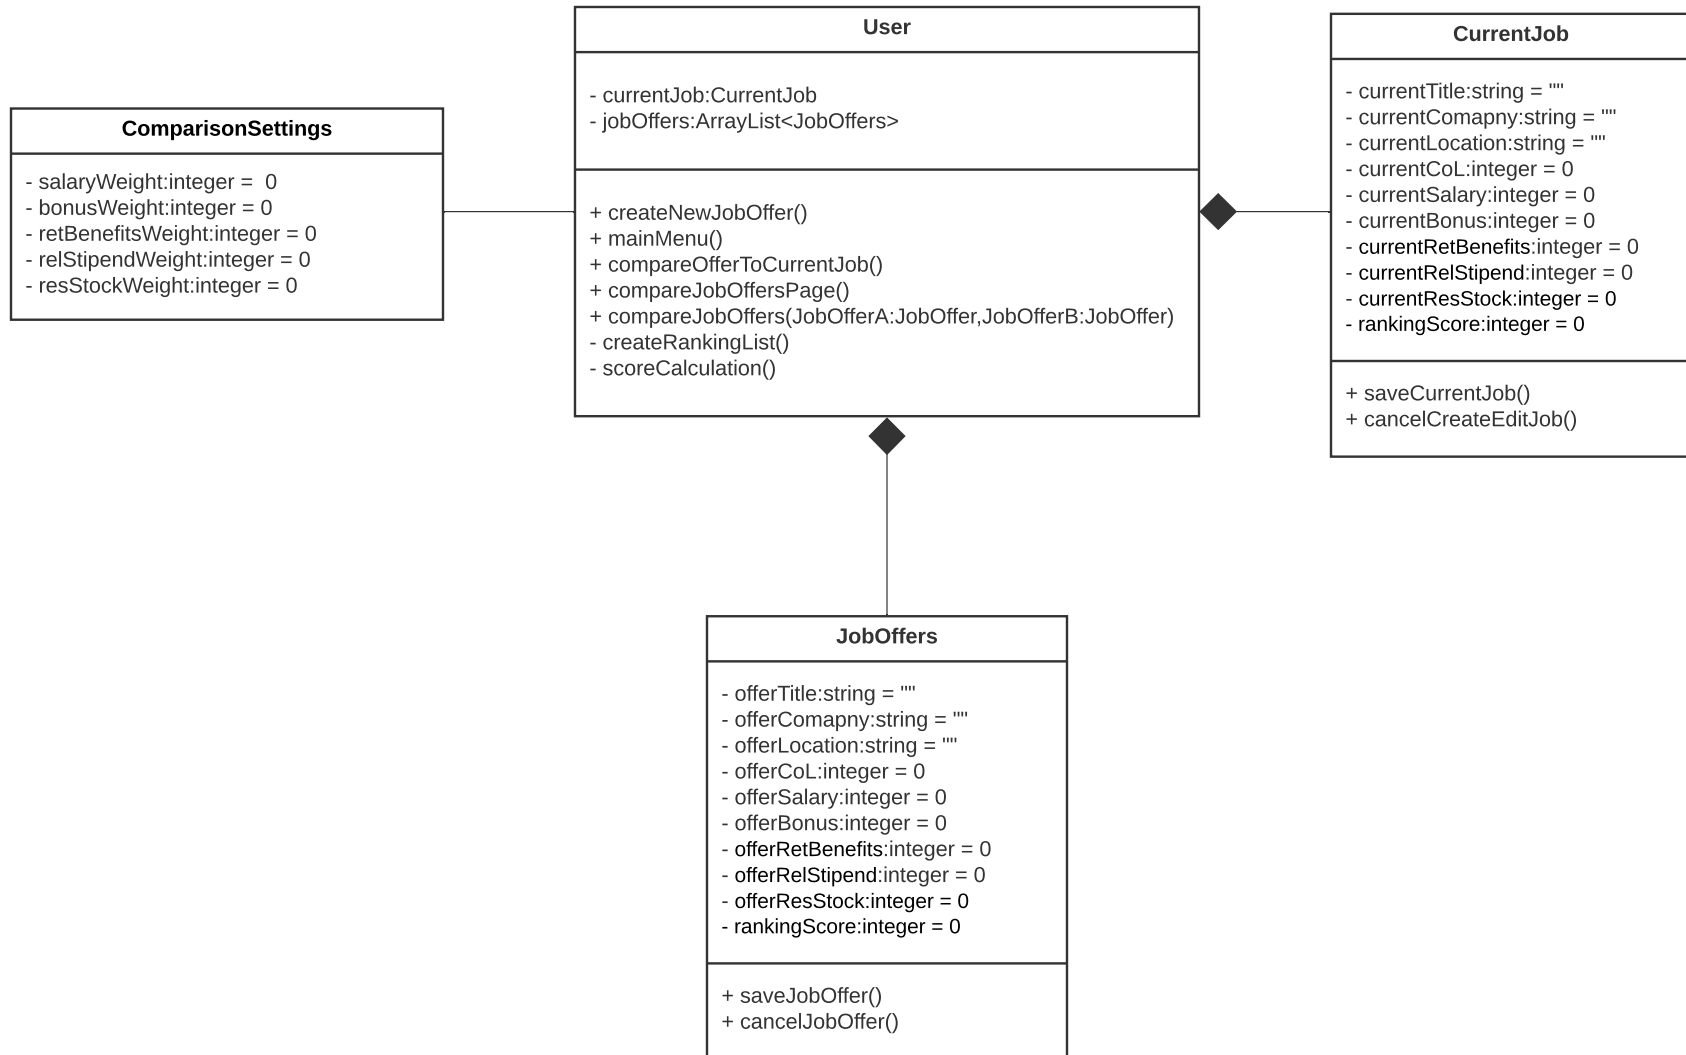 User
- currentJob:CurrentJob
- jobOffers:ArrayList<JobOffers>
+ createNewJobOffer()
+ mainMenu()
+ compareOfferToCurrentJob()
+ compareJobOffersPage()
+ compareJobOffers(JobOfferA:JobOffer,JobOfferB:JobOffer)
- createRankingList()
- scoreCalculation()
CurrentJob
- currentTitle:string = ""
- currentComapny:string = ""
- currentLocation:string = ""
- currentCoL:integer = 0
- currentSalary:integer = 0
- currentBonus:integer = 0
- currentRetBenefits:integer = 0
- currentRelStipend:integer = 0
- currentResStock:integer = 0
- rankingScore:integer = 0
+ saveCurrentJob()
+ cancelCreateEditJob()
ComparisonSettings
- salaryWeight:integer =  0
- bonusWeight:integer = 0
- retBenefitsWeight:integer = 0
- relStipendWeight:integer = 0
- resStockWeight:integer = 0
JobOffers
- offerTitle:string = ""
- offerComapny:string = ""
- offerLocation:string = ""
- offerCoL:integer = 0
- offerSalary:integer = 0
- offerBonus:integer = 0
- offerRetBenefits:integer = 0
- offerRelStipend:integer = 0
- offerResStock:integer = 0
- rankingScore:integer = 0
+ saveJobOffer()
+ cancelJobOffer()